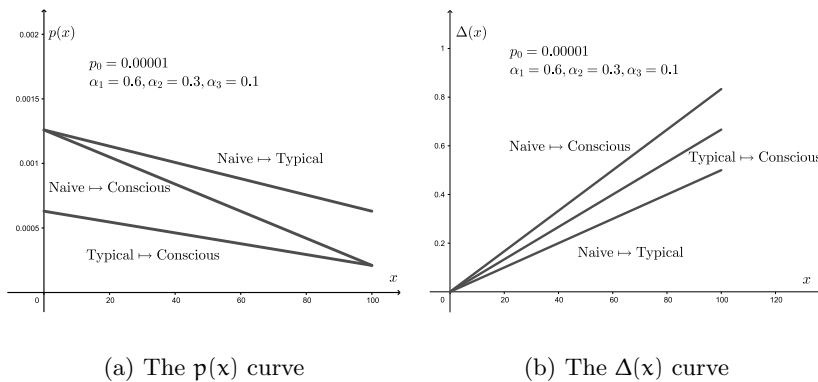 p(x)
0.002
p₀ = 0.00001
α₁ = 0.6, α₂ = 0.3, α₃ = 0.1
0.0015
Naive ↦ Typical
0.001
Naive ↦ Conscious
0.0005
Typical ↦ Conscious
x
0 20 40 60 80 100
(a) The p(x) curve
Δ(x)
1
p₀ = 0.00001
α₁ = 0.6, α₂ = 0.3, α₃ = 0.1
0.8
Naive ↦ Conscious
0.6
Typical ↦ Conscious
0.4
Naive ↦ Typical
0.2
x
0 20 40 60 80 100 120
(b) The Δ(x) curve